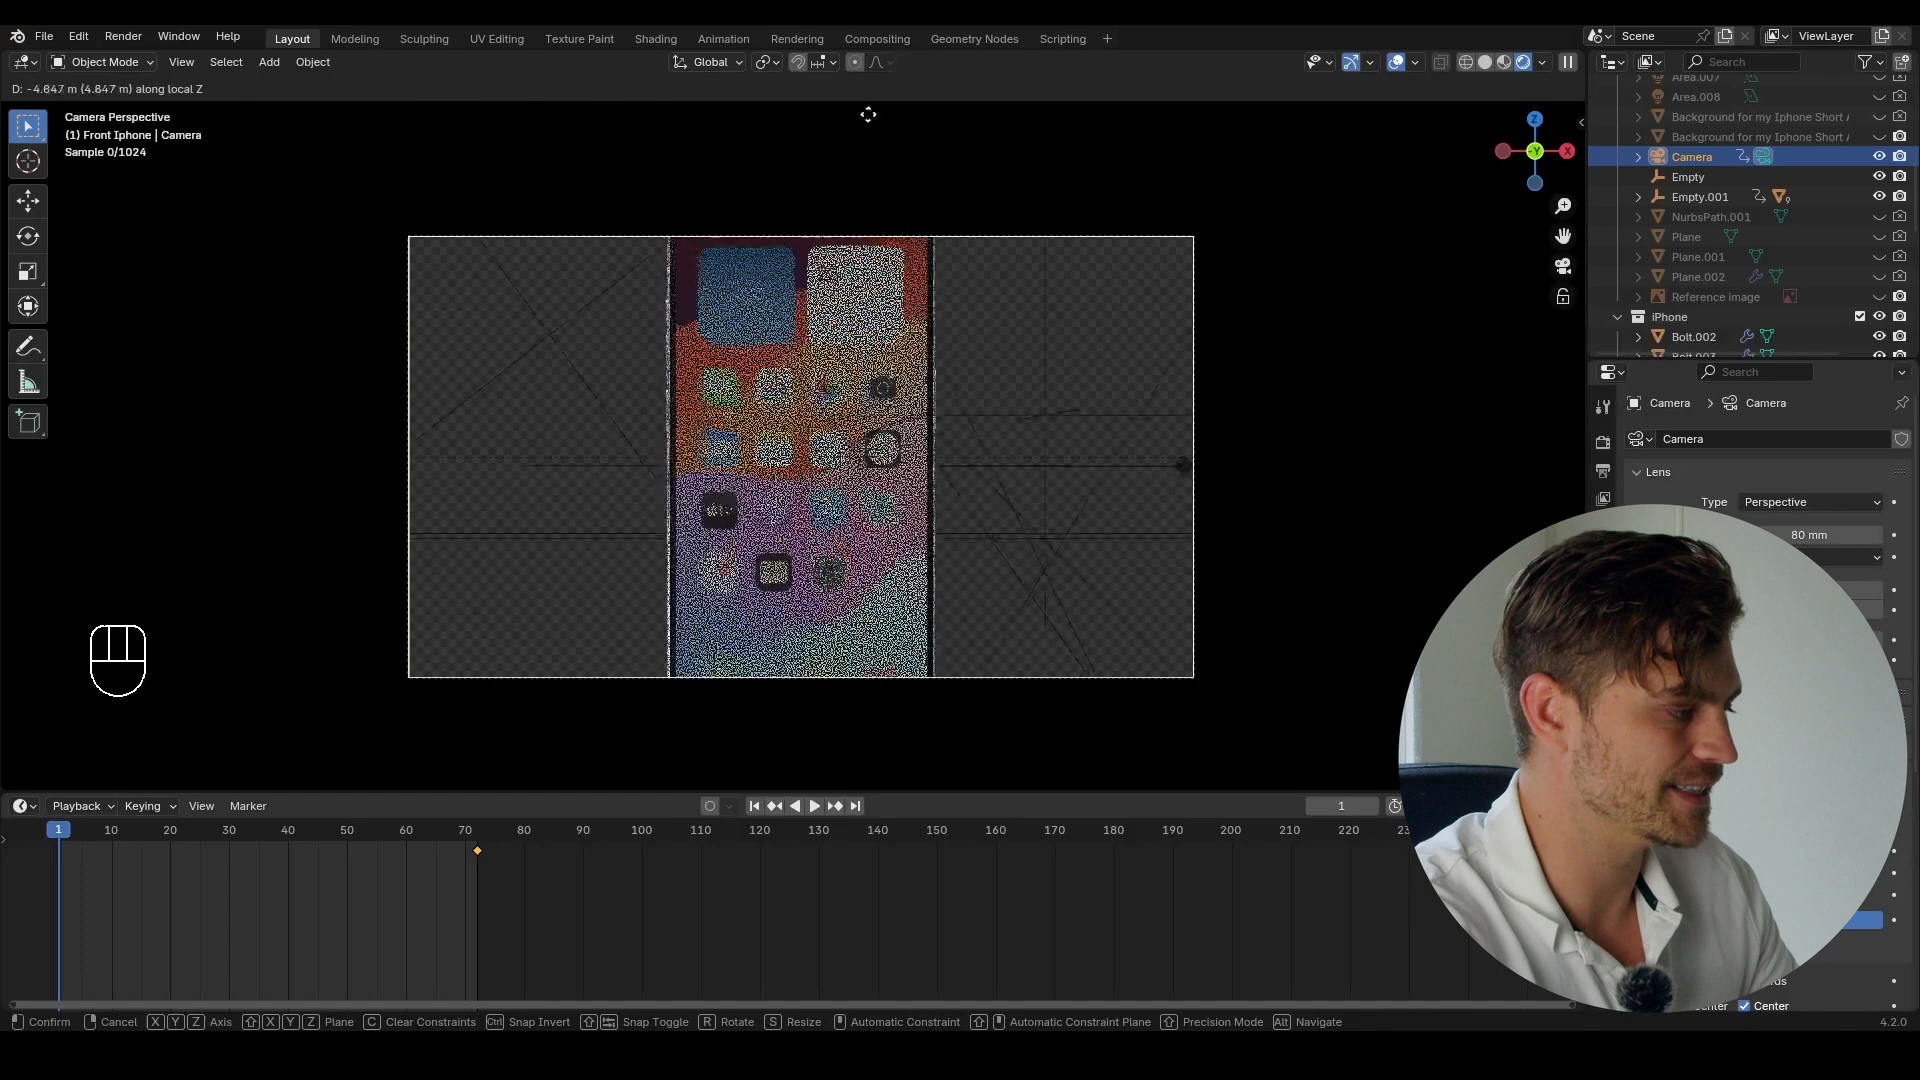 File Edit Render Window Help
Layout Modeling Sculpting UV Editing Texture Paint Shading Animation Rendering Compositing Geometry Nodes Scripting +
Scene
ViewLayer
Object Mode View Select Add Object
Global
Search
D: -4.847 m (4.847 m) along local Z
Camera Perspective
(1) Front Iphone | Camera
Sample 0/1024
Z
-Y
X
Area.007
Area.008
Background for my Iphone Short
Background for my Iphone Short
Camera
Empty
Empty.001
9
NurbsPath.001
Plane
Plane.001
Plane.002
Reference image
iPhone
Bolt.002
Bolt.003
Search
Camera > Camera
Camera
Lens
Type Perspective
80 mm
Playback Keying View Marker
1
1 10 20 30 40 50 60 70 80 90 100 110 120 130 140 150 160 170 180 190 200 210 220
Center
Confirm Cancel X Y Z Axis X Y Z Plane C Clear Constraints Ctrl Snap Invert Snap Toggle R Rotate S Resize Automatic Constraint Automatic Constraint Plane Precision Mode Alt Navigate
4.2.0